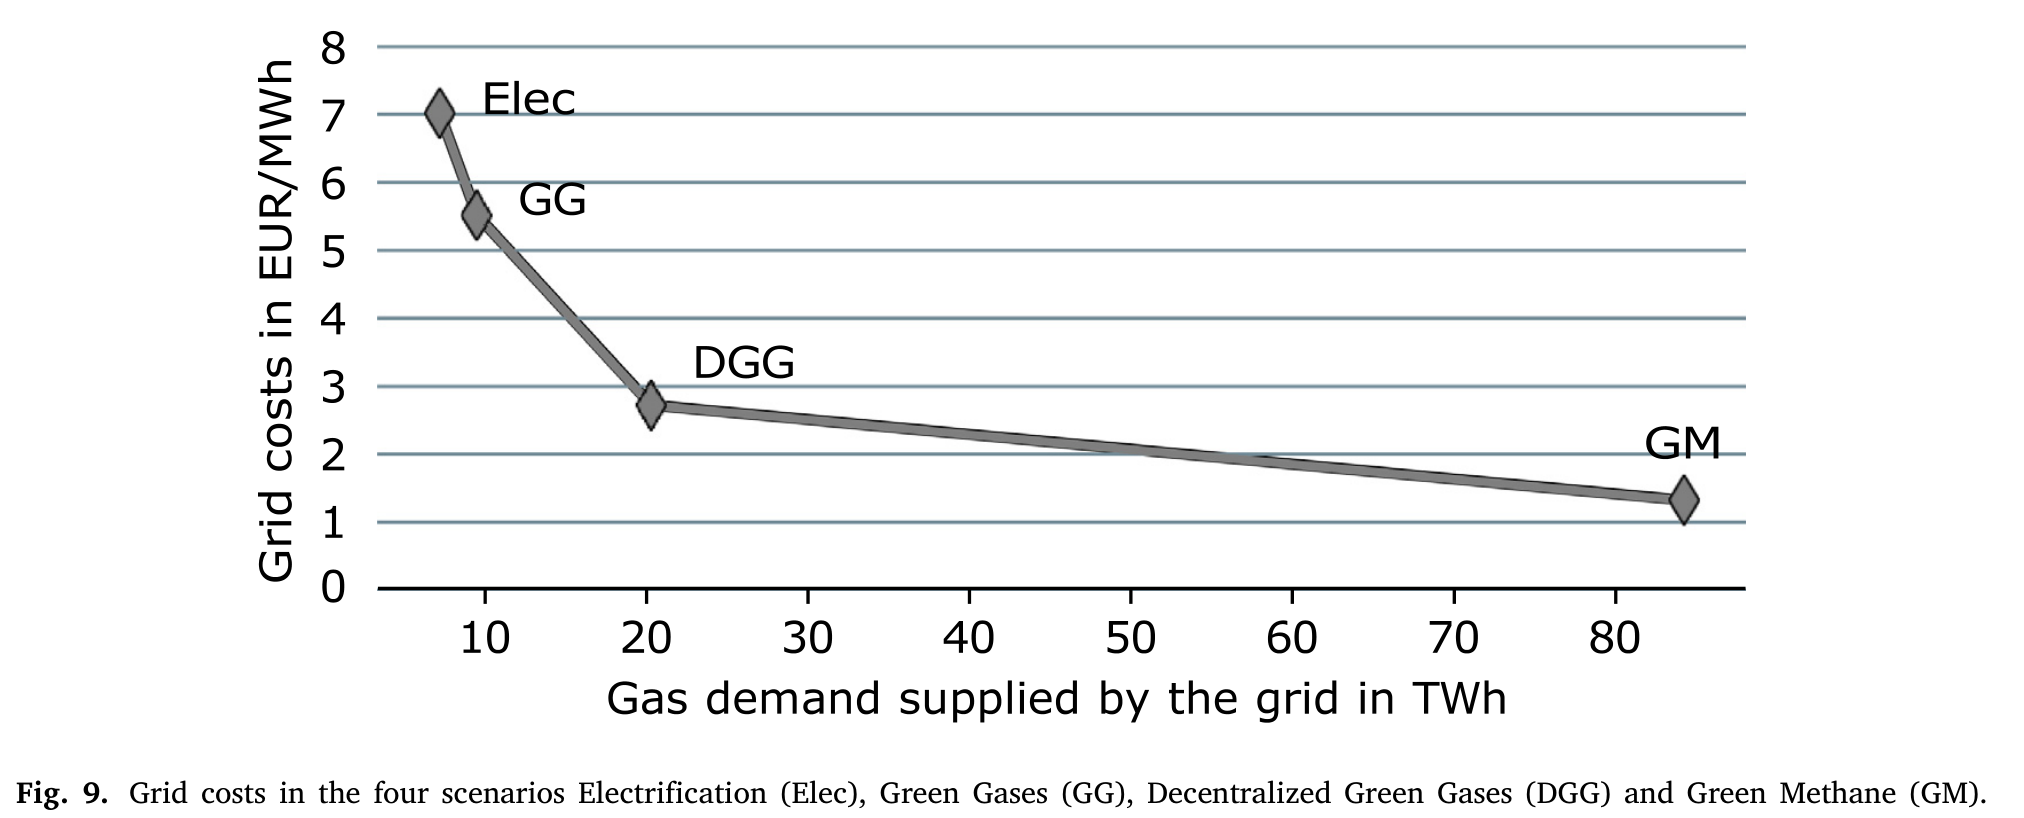 8
Elec
7
6
GG
5
4
DGG
3
GM
2
1
0
Grid costs in EUR/MWh
10 20 30 40 50 60 70 80
Gas demand supplied by the grid in TWh
Fig. 9. Grid costs in the four scenarios Electrification (Elec), Green Gases (GG), Decentralized Green Gases (DGG) and Green Methane (GM).